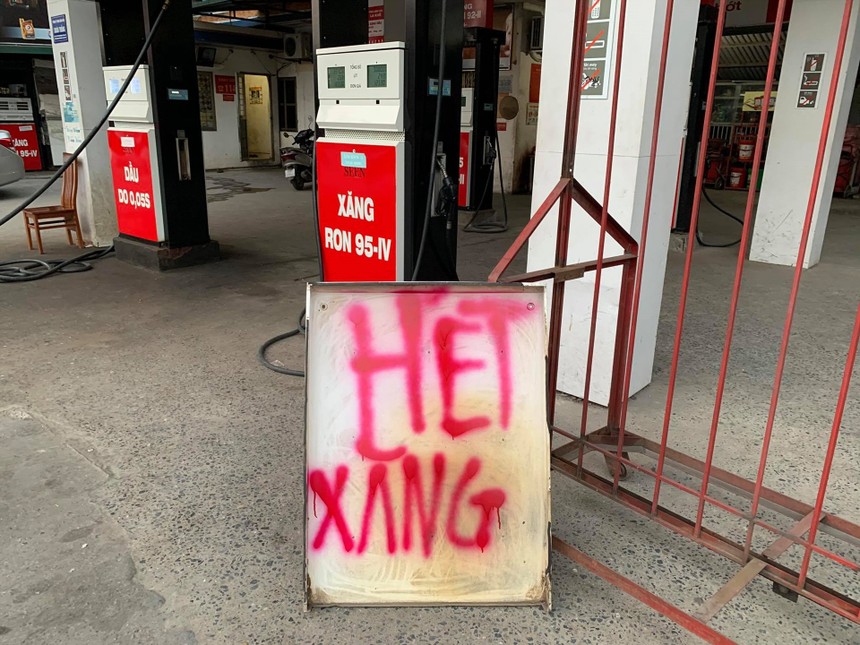 DẦU
DO 0,05S
XĂNG
RON 95-IV
HẾT
XĂNG